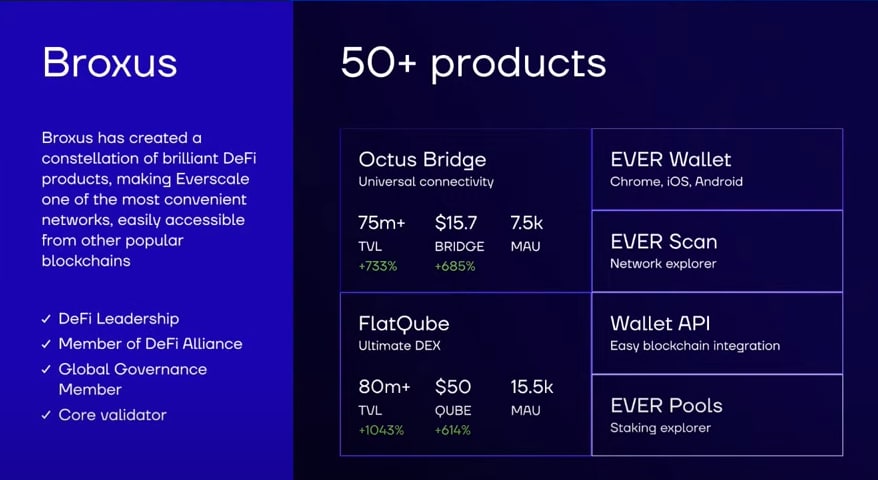 Broxus
Broxus has created a
constellation of brilliant DeFi
products, making Everscale
one of the most convenient
networks, easily accessible
from other popular
blockchains
✓ DeFi Leadership
✓ Member of DeFi Alliance
✓ Global Governance
Member
✓ Core validator
50+ products
Octus Bridge
Universal connectivity
75m+ $15.7 7.5k
TVL BRIDGE MAU
+733% +685%
FlatQube
Ultimate DEX
80m+ $50 15.5k
TVL QUBE MAU
+1043% +614%
EVER Wallet
Chrome, iOS, Android
EVER Scan
Network explorer
Wallet API
Easy blockchain integration
EVER Pools
Staking explorer